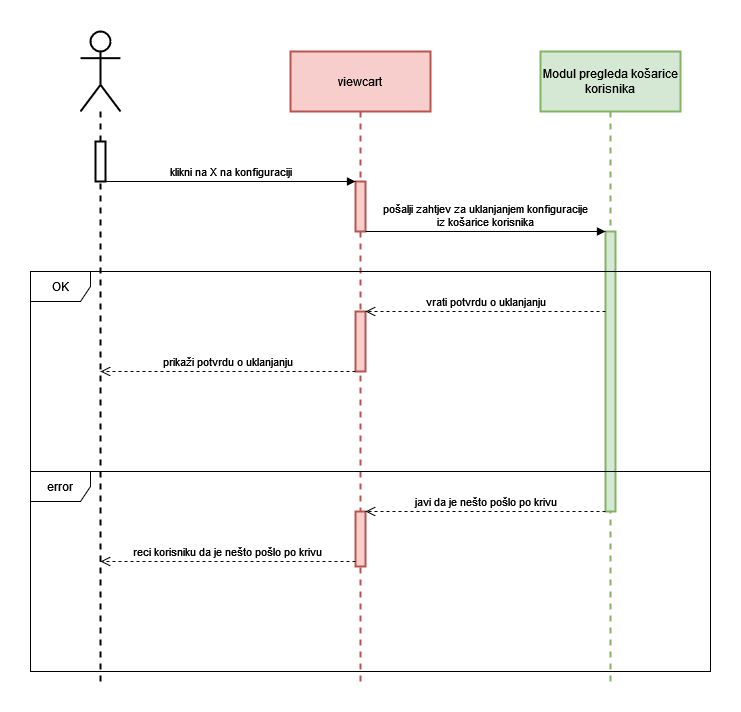 viewcart
Modul pregleda košarice
korisnika
klikni na X na konfiguraciji
pošalji zahtjev za uklanjanjem konfiguracije
iz košarice korisnika
OK
vrati potvrdu o uklanjanju
prikaži potvrdu o uklanjanju
error
javi da je nešto pošlo po krivu
reci korisniku da je nešto pošlo po krivu